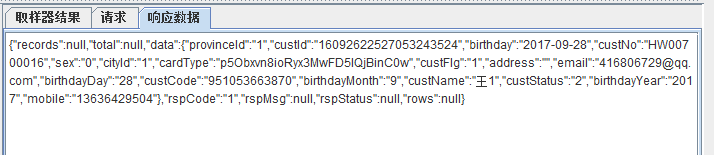 取样器结果 请求 响应数据
{"records":null,"total":null,"data":{"provinceId":"1","custId":"16092622527053243524","birthday":"2017-09-28","custNo":"HW007
00016","sex":"0","cityId":"1","cardType":"p5Obxvn8ioRyx3MwFD5lQjBinC0w","custFlg":"1","address":"","email":"416806729@qq.
com","birthdayDay":"28","custCode":"951053663870","birthdayMonth":"9","custName":"王1","custStatus":"2","birthdayYear":"201
7","mobile":"13636429504"},"rspCode":"1","rspMsg":null,"rspStatus":null,"rows":null}